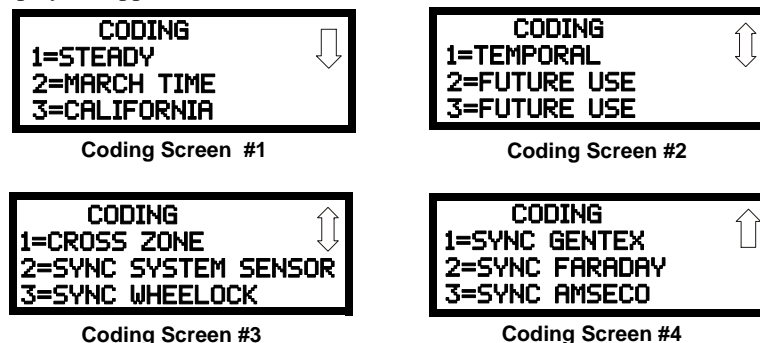 CODING
1=STEADY
2=MARCH TIME
3=CALIFORNIA
Coding Screen #1
CODING
1=TEMPORAL
2=FUTURE USE
3=FUTURE USE
Coding Screen #2
CODING
1=CROSS ZONE
2=SYNC SYSTEM SENSOR
3=SYNC WHEELOCK
Coding Screen #3
CODING
1=SYNC GENTEX
2=SYNC FARADAY
3=SYNC AMSECO
Coding Screen #4